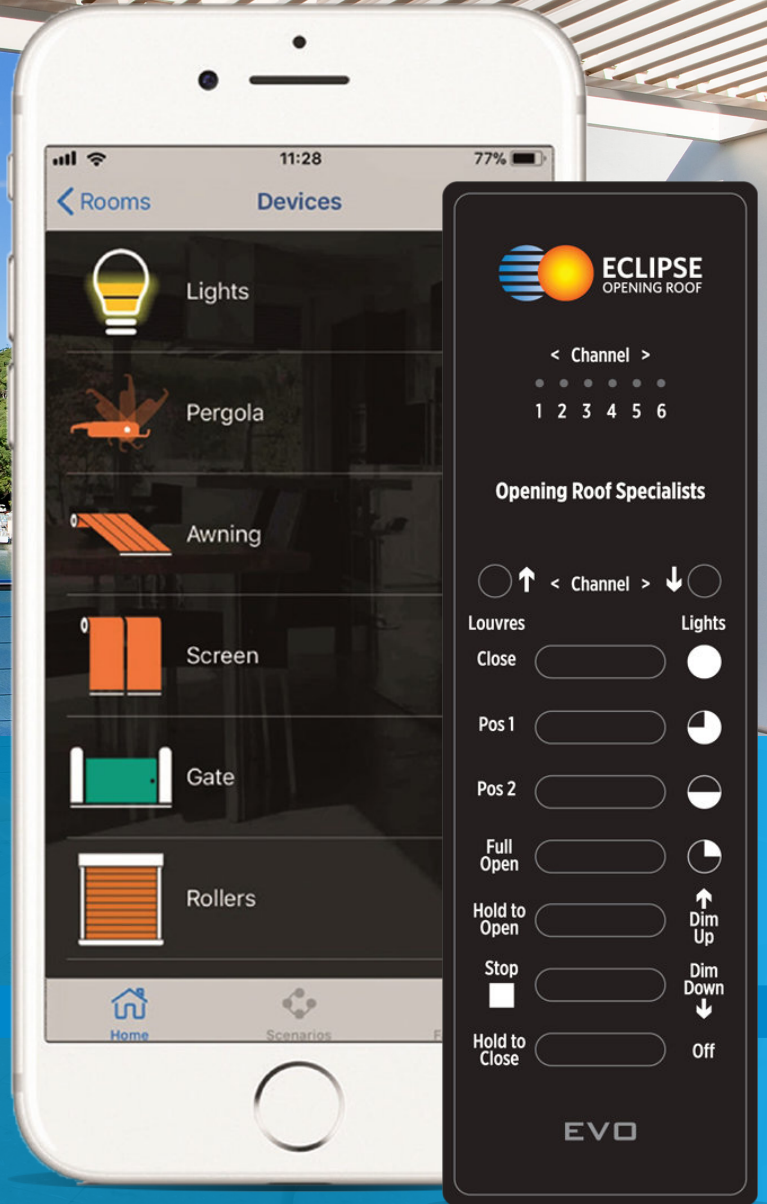 11:28
77%
Rooms
Devices
Lights
Pergola
Awning
Screen
Gate
Rollers
Home
Scenarios
ECLIPSE
OPENING ROOF
< Channel >
1 2 3 4 5 6
Opening Roof Specialists
↑ < Channel > ↓
Louvres Lights
Close
Pos 1
Pos 2
Full
Open
Hold to
Open
↑
Dim
Up
Stop
Dim
Down
↓
Hold to
Close
Off
EVO